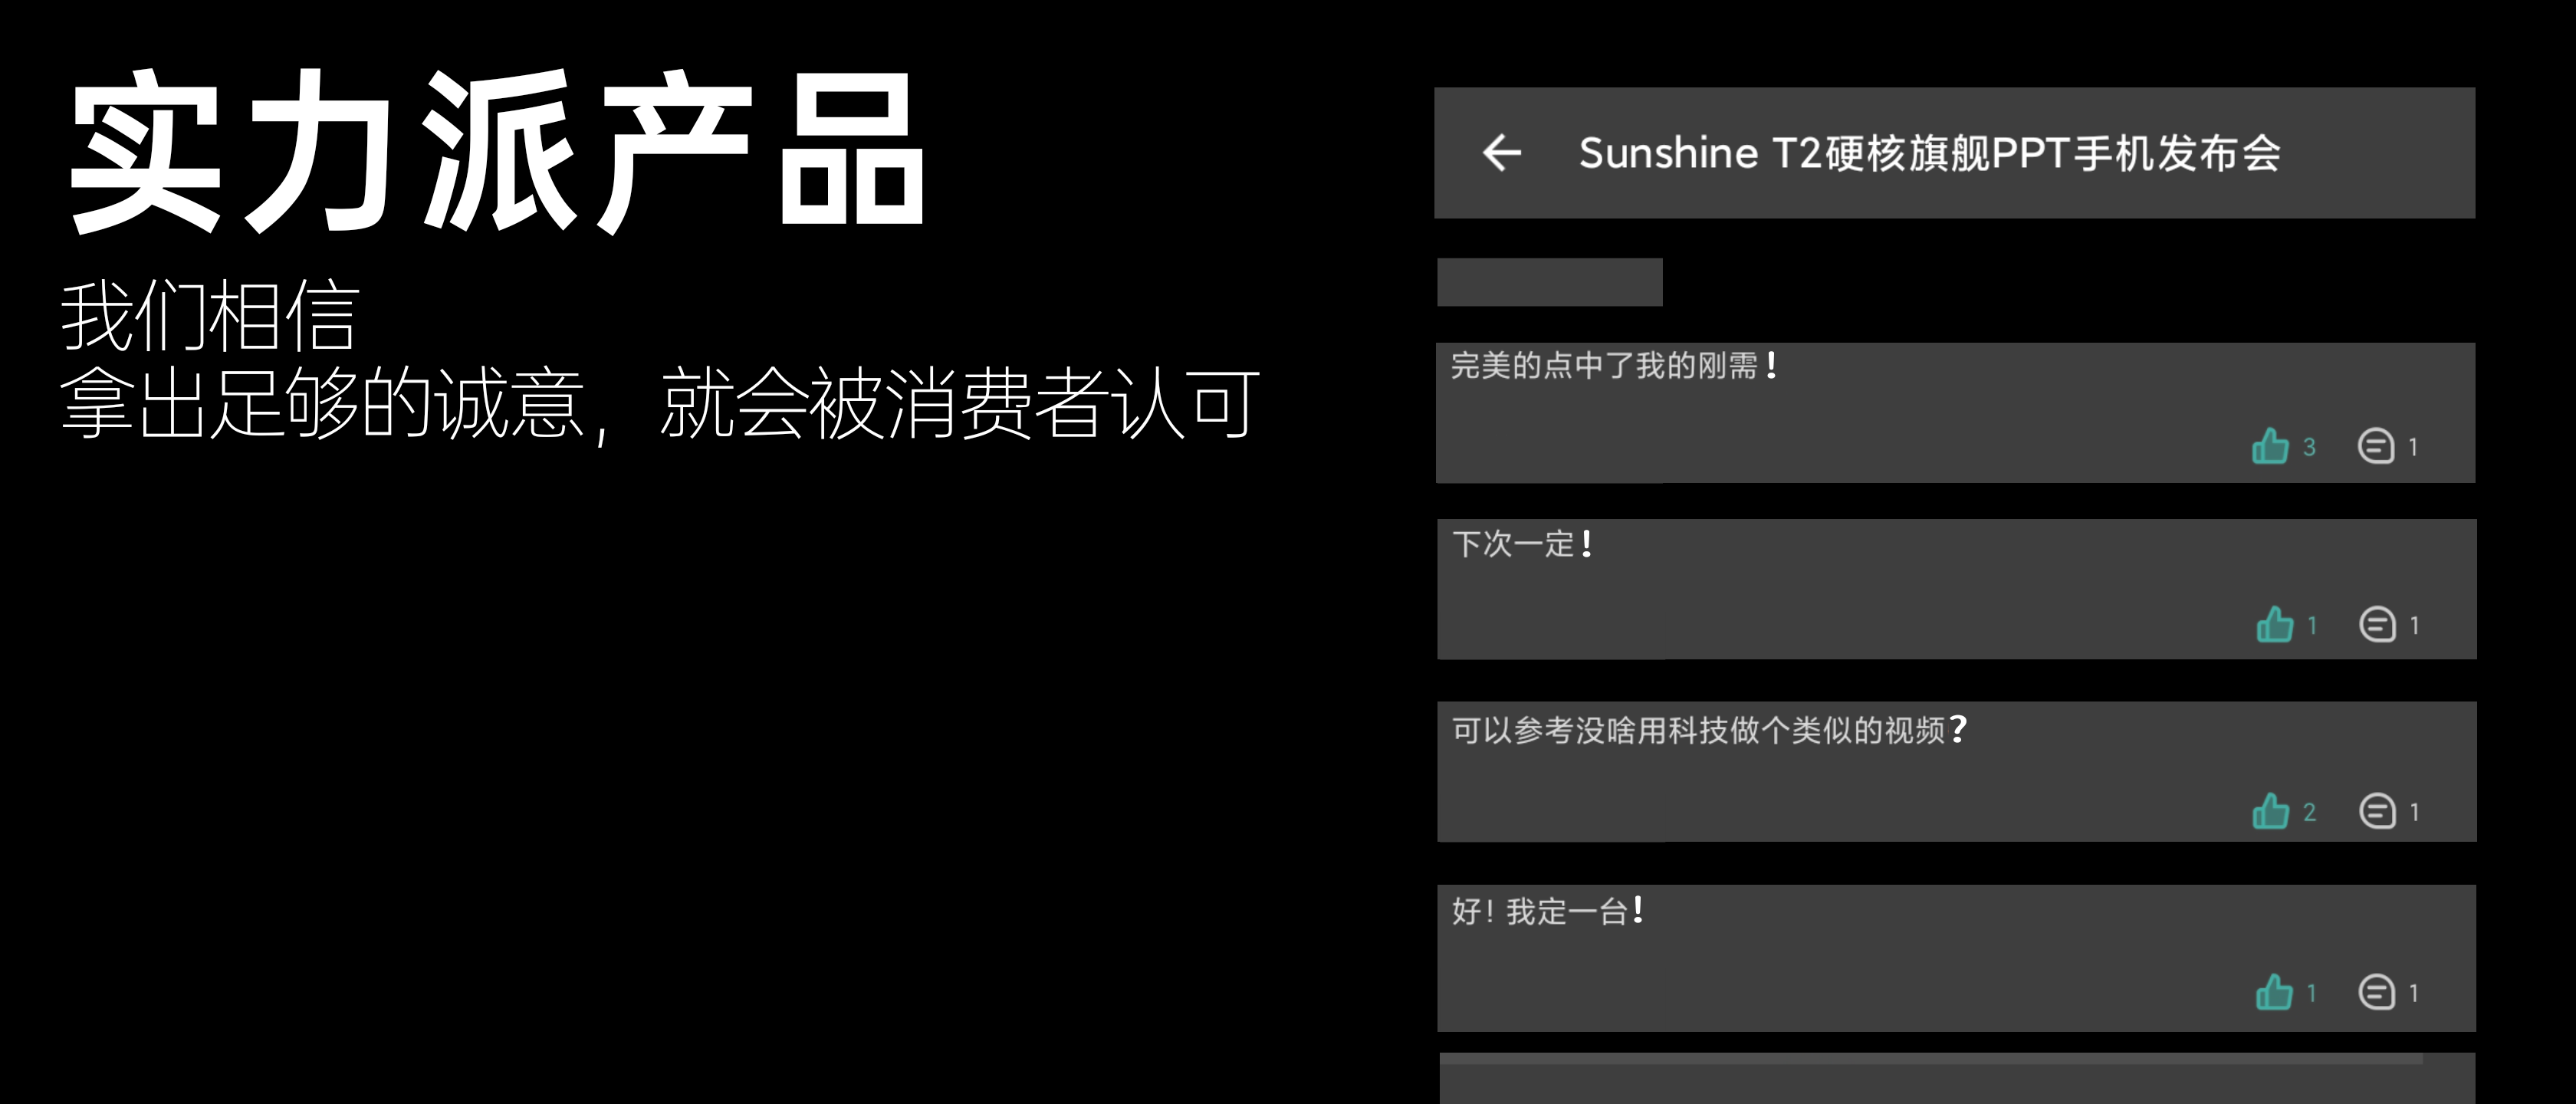 实力派产品
我们相信
拿出足够的诚意，就会被消费者认可
Sunshine T2硬核旗舰PPT手机发布会
完美的点中了我的刚需！
3 1
下次一定！
1 1
可以参考没啥用科技做个类似的视频？
2 1
好！我定一台！
1 1